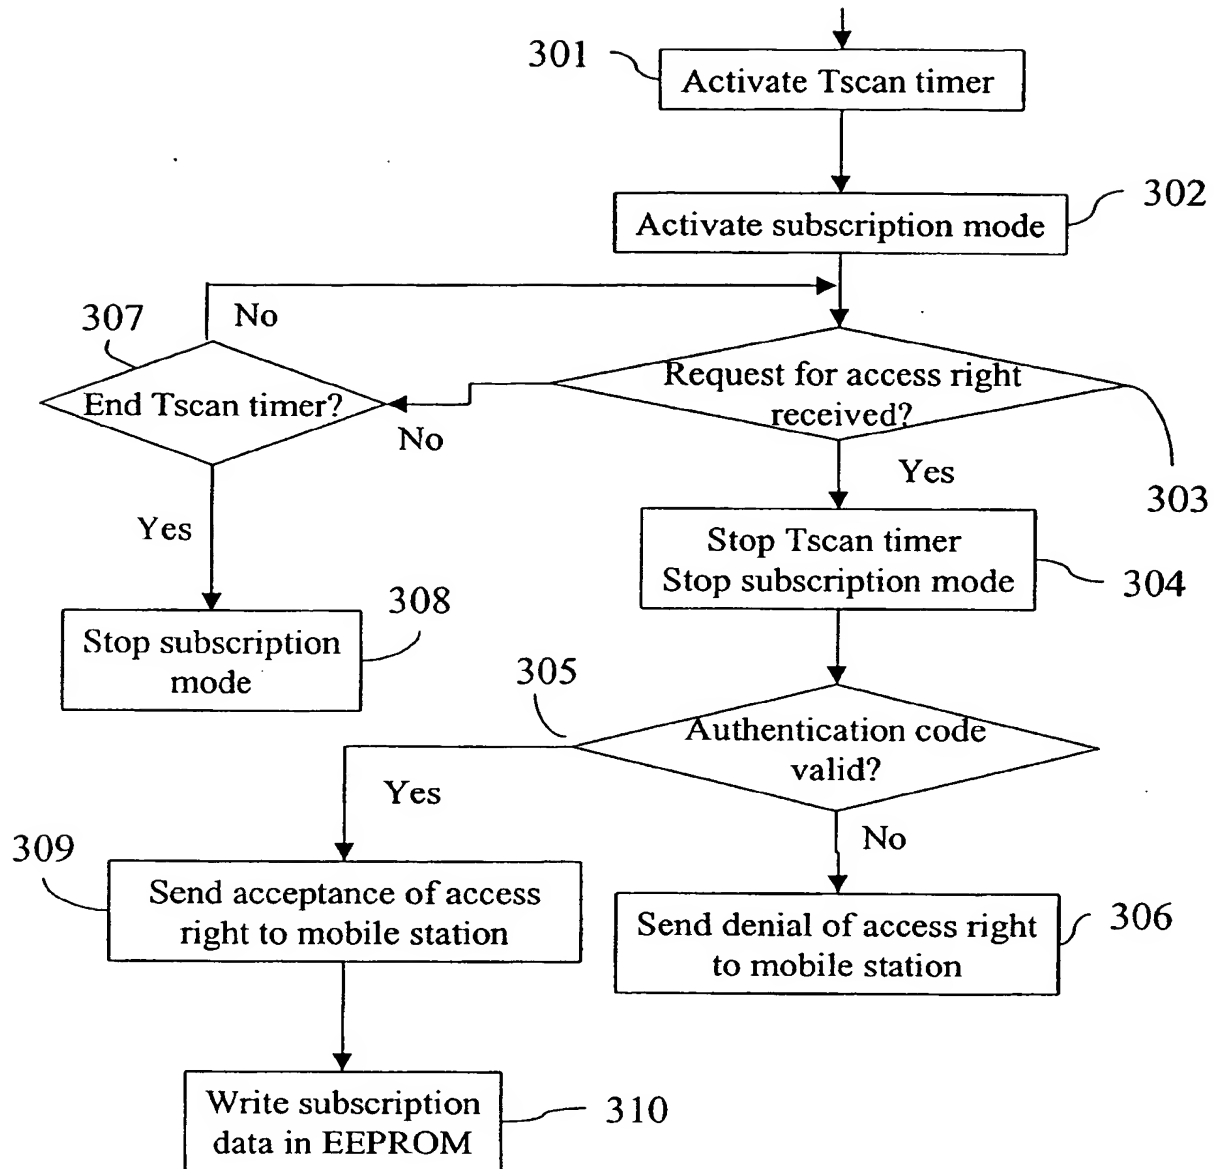 301
Activate Tscan timer
302
Activate subscription mode
307
No
Request for access right
received?
End Tscan timer?
No
Yes
303
Yes
Stop Tscan timer
Stop subscription mode
304
308
Stop subscription
mode
305
Authentication code
valid?
Yes
No
309
Send acceptance of access
right to mobile station
Send denial of access right
to mobile station
306
Write subscription
data in EEPROM
310